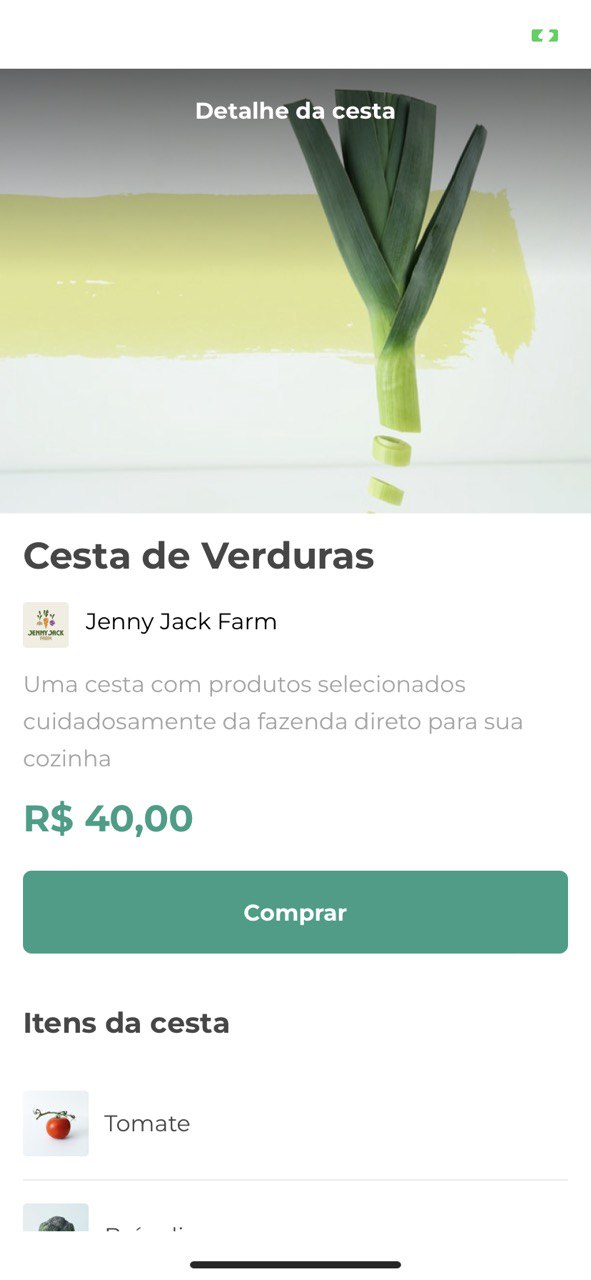 Detalhe da cesta
Cesta de Verduras
JENNY JACK
FARM
Jenny Jack Farm
Uma cesta com produtos selecionados
cuidadosamente da fazenda direto para sua
cozinha
R$ 40,00
Comprar
Itens da cesta
Tomate